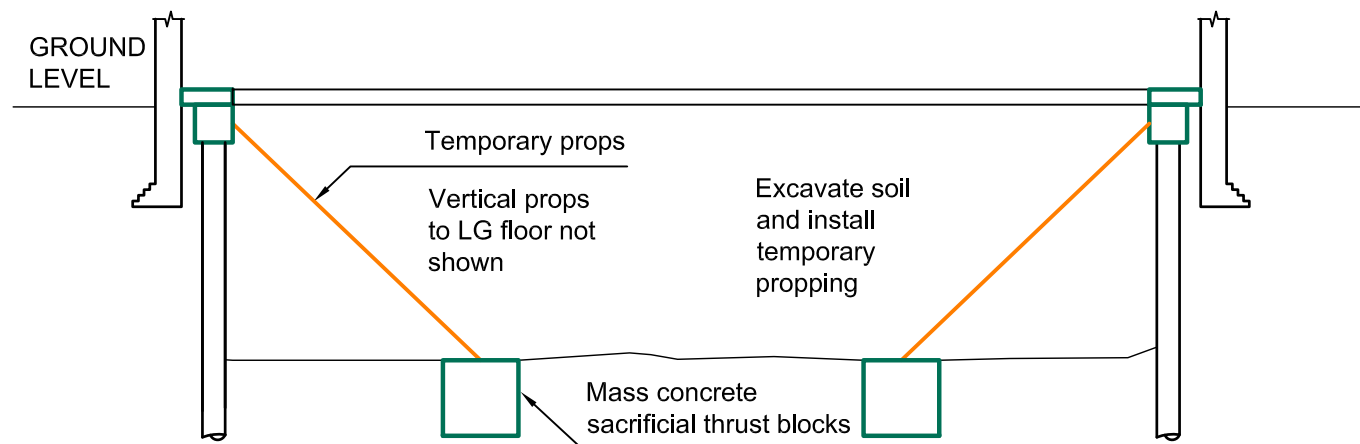 GROUND
LEVEL
Temporary props
Vertical props
to LG floor not
shown
Excavate soil
and install
temporary
propping
Mass concrete
sacrificial thrust blocks